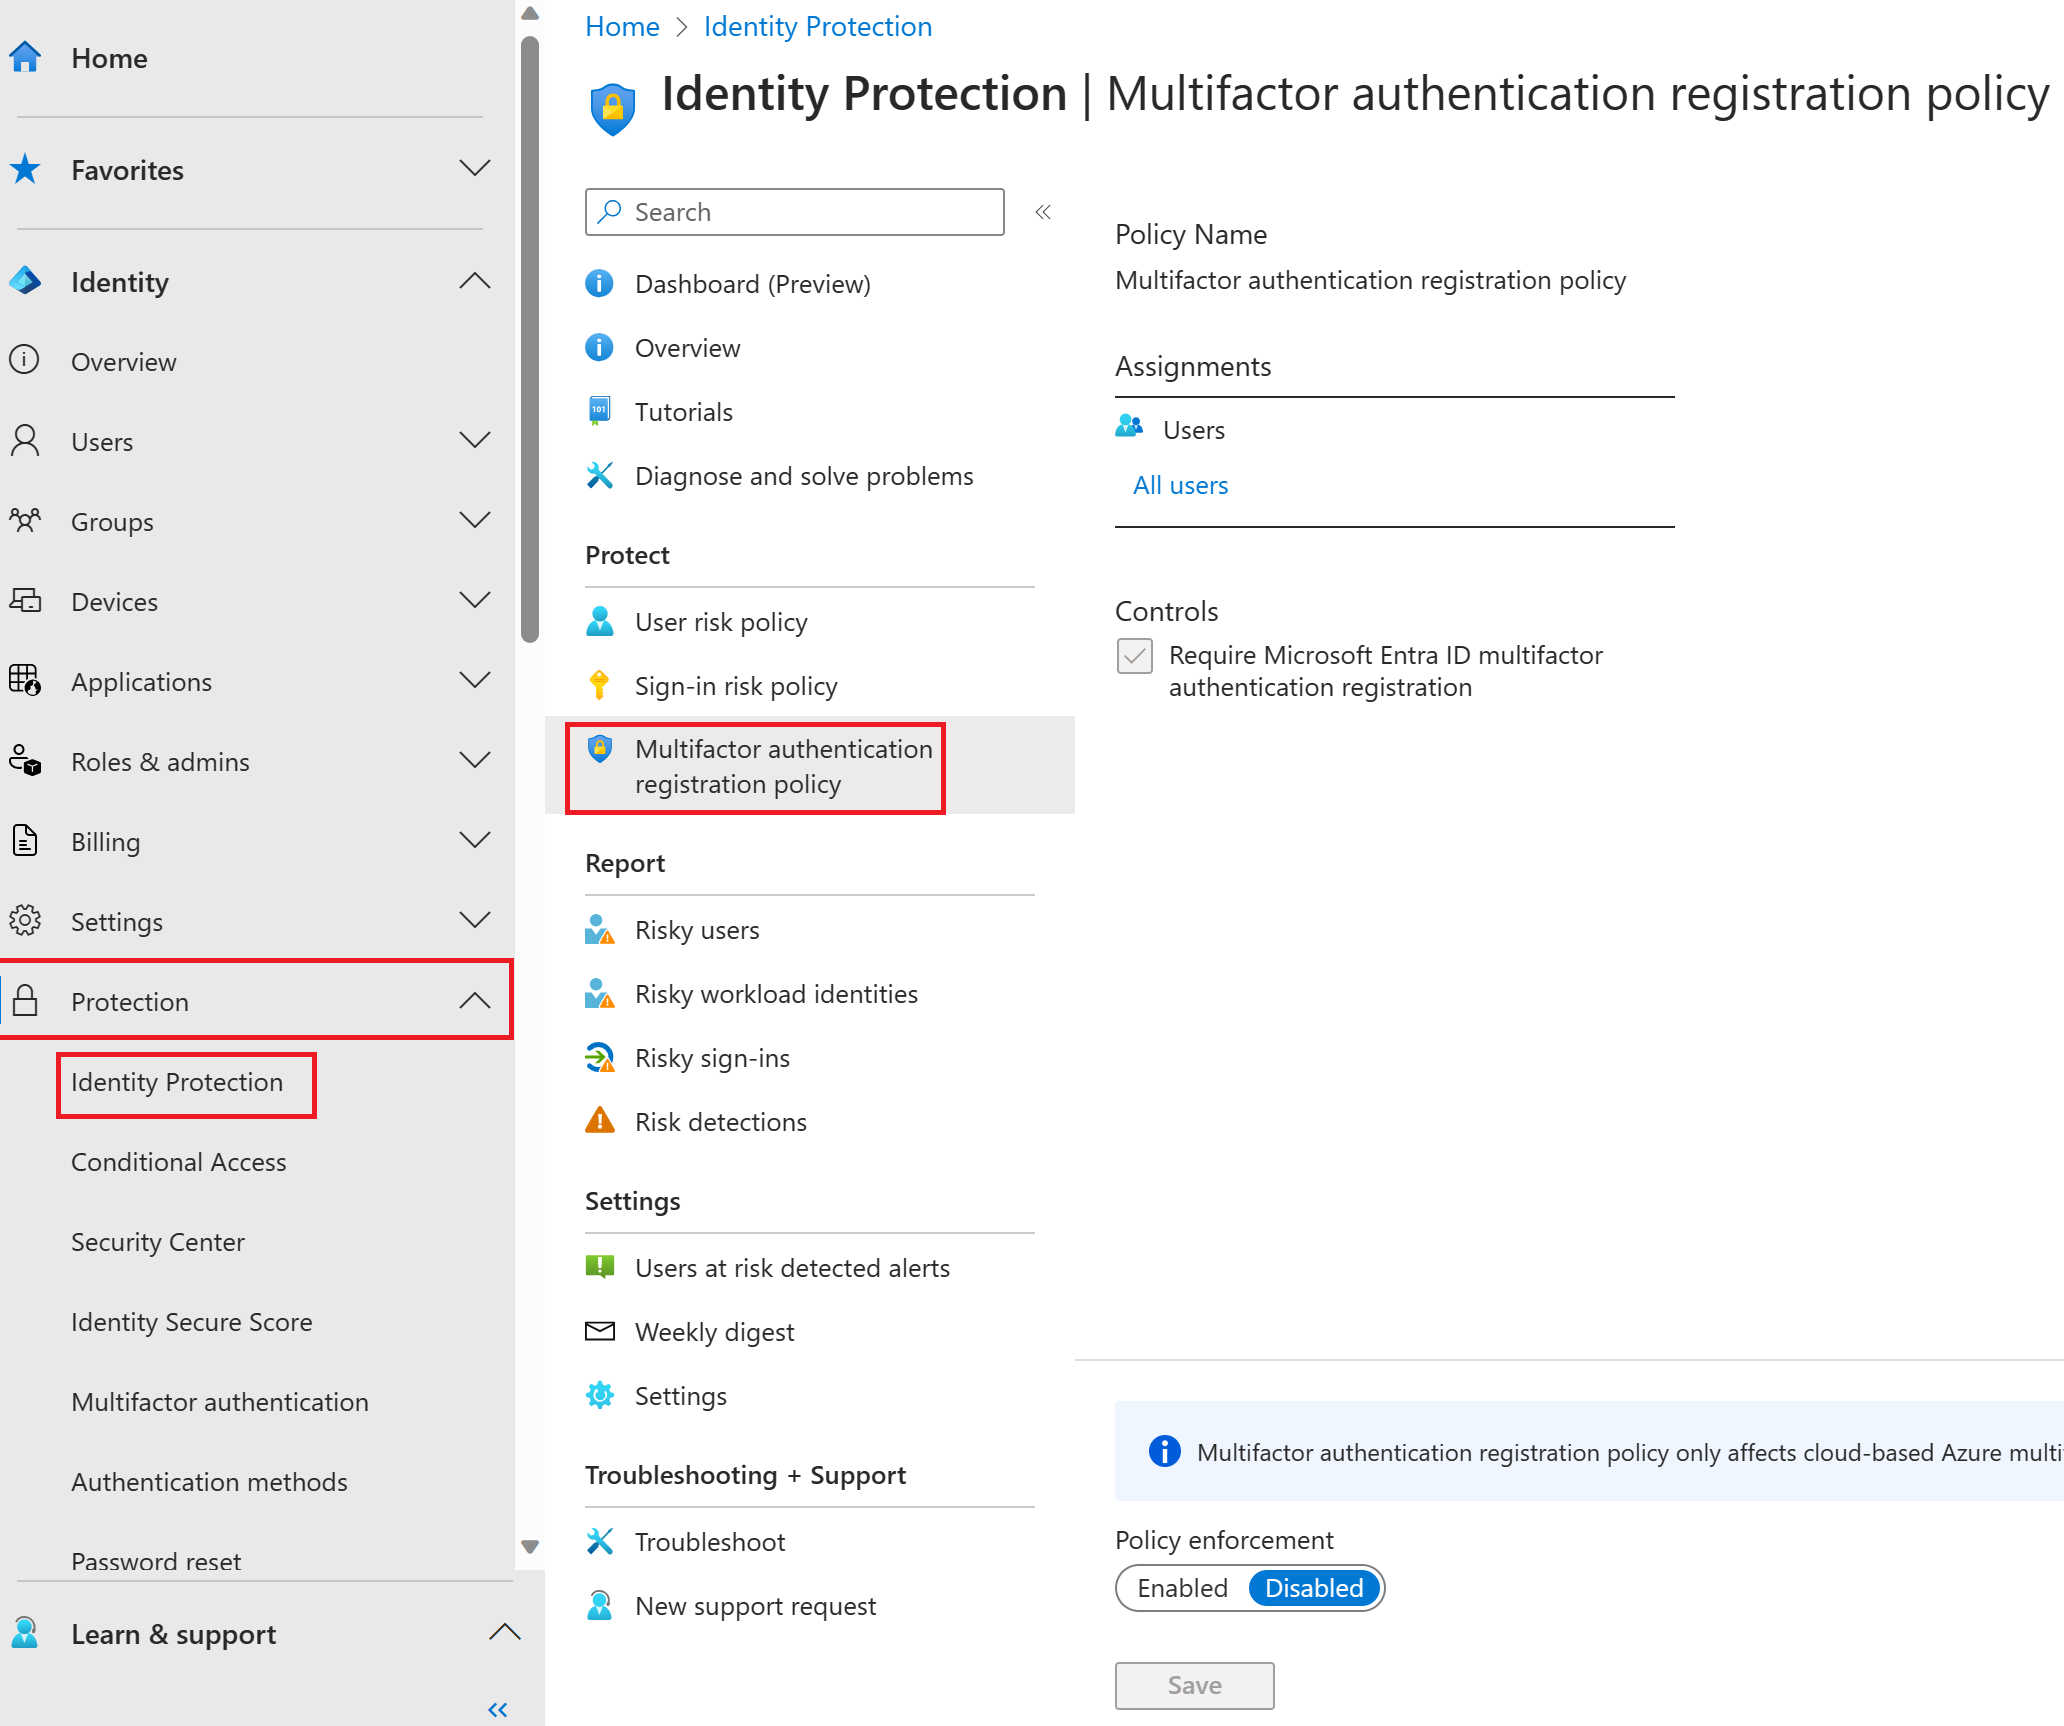 Home
Favorites
Identity
Overview
Users
Groups
Devices
Applications
Roles & admins
Billing
Settings
Protection
Identity Protection
Conditional Access
Security Center
Identity Secure Score
Multifactor authentication
Authentication methods
Password reset
Learn & support
Home > Identity Protection
Identity Protection | Multifactor authentication registration policy
Search
Dashboard (Preview)
Overview
101
Tutorials
Diagnose and solve problems
Protect
User risk policy
Sign-in risk policy
Multifactor authentication
registration policy
Report
Risky users
Risky workload identities
Risky sign-ins
Risk detections
Settings
Users at risk detected alerts
Weekly digest
Settings
Troubleshooting + Support
Troubleshoot
New support request
Policy Name
Multifactor authentication registration policy
Assignments
Users
All users
Controls
Require Microsoft Entra ID multifactor
authentication registration
Multifactor authentication registration policy only affects cloud-based Azure multi
Policy enforcement
Enabled Disabled
Save